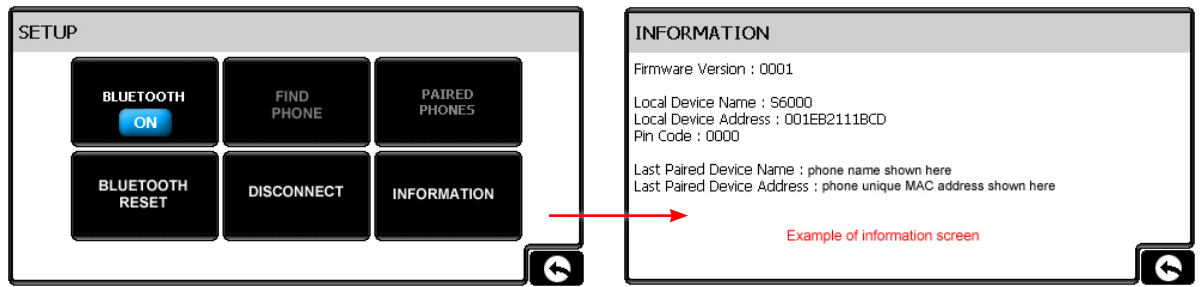 SETUP
BLUETOOTH
ON
FIND
PHONE
PAIRED
PHONES
BLUETOOTH
RESET
DISCONNECT
INFORMATION
INFORMATION
Firmware Version : 0001
Local Device Name : S6000
Local Device Address : 001EB2111BCD
Pin Code : 0000
Last Paired Device Name : phone name shown here
Last Paired Device Address : phone unique MAC address shown here
Example of information screen